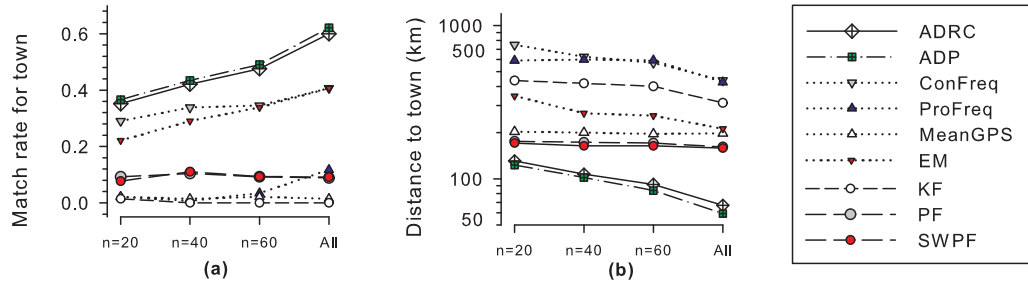 Match rate for town
0.6
0.4
0.2
0.0
n=20 n=40 n=60 All
(a)
Distance to town (km)
1000
500
100
50
n=20 n=40 n=60 All
(b)
ADRC
ADP
ConFreq
ProFreq
MeanGPS
EM
KF
PF
SWPF